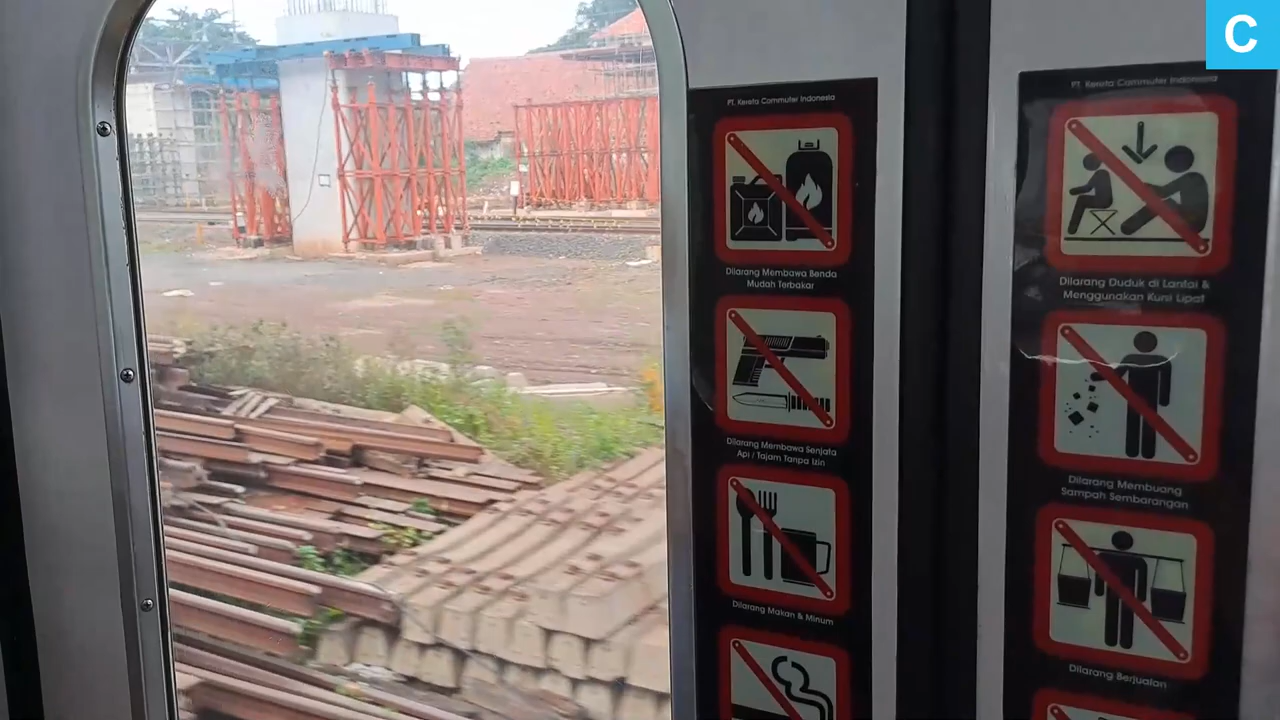 C
PT. Kereta Commuter Indonesia
Dilarang Membawa Benda
Mudah Terbakar
Dilarang Membawa Senjata
Api / Tajam Tanpa Izin
Dilarang Makan & Minum
PT. Kereta Commuter Indonesia
Dilarang Duduk di Lantai &
Menggunakan Kursi Lipat
Dilarang Membuang
Sampah Sembarangan
Dilarang Berjualan